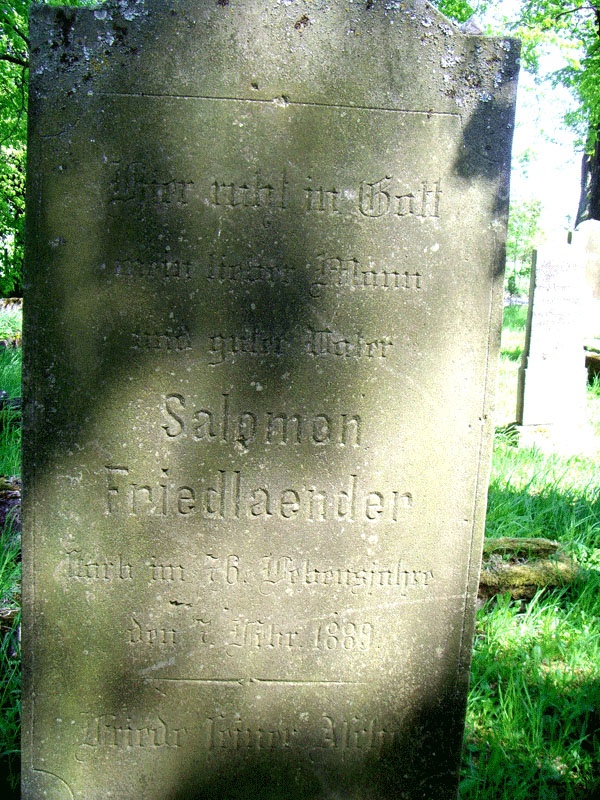 Hier ruht in Gott
mein lieber Mann
und guter Vater
Salomon
Friedlaender
starb im 76. Lebensjahre
den 7. Fbr. 1889.
Friede seiner Asche